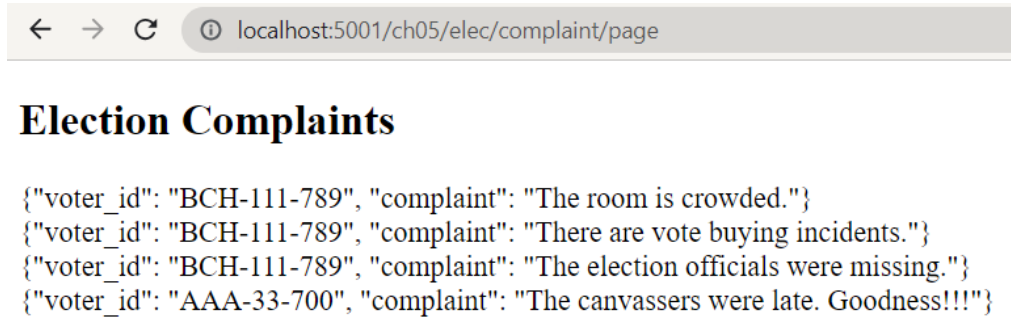 localhost:5001/ch05/elec/complaint/page
Election Complaints
{"voter_id": "BCH-111-789", "complaint": "The room is crowded."}
{"voter_id": "BCH-111-789", "complaint": "There are vote buying incidents."}
{"voter_id": "BCH-111-789", "complaint": "The election officials were missing."}
{"voter_id": "AAA-33-700", "complaint": "The canvassers were late. Goodness!!!"}